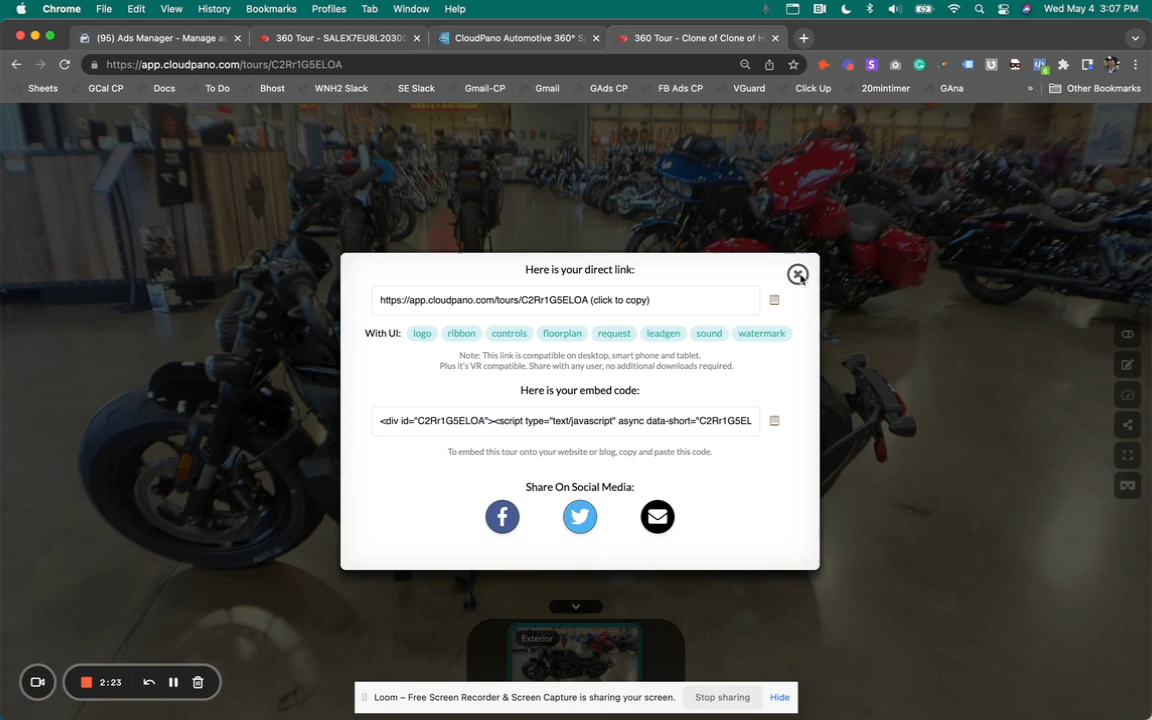 Chrome File Edit View History Bookmarks Profiles Tab Window Help Wed May 4 3:07 PM
(95) Ads Manager - Manage a
360 Tour - SALEX7EU8L2030
CloudPano Automotive 360° S
360 Tour - Clone of Clone of H
https://app.cloudpano.com/tours/C2Rr1G5ELOA
6
Sheets GCal CP Docs To Do Bhost WNH2 Slack SE Slack Gmail-CP Gmail GAds CP FB Ads CP VGuard Click Up 20mintimer GAna » Other Bookmarks
Here is your direct link:
https://app.cloudpano.com/tours/C2Rr1G5ELOA (click to copy)
With UI: logo ribbon controls floorplan request leadgen sound watermark
Note: This link is compatible on desktop, smart phone and tablet.
Plus it's VR compatible. Share with any user, no additional downloads required.
Here is your embed code:
<div id="C2Rr1G5ELOA"><script type="text/javascript" async data-short="C2Rr1G5EL
To embed this tour onto your website or blog, copy and paste this code.
Share On Social Media:
Exterior
2:23
Loom – Free Screen Recorder & Screen Capture is sharing your screen. Stop sharing Hide